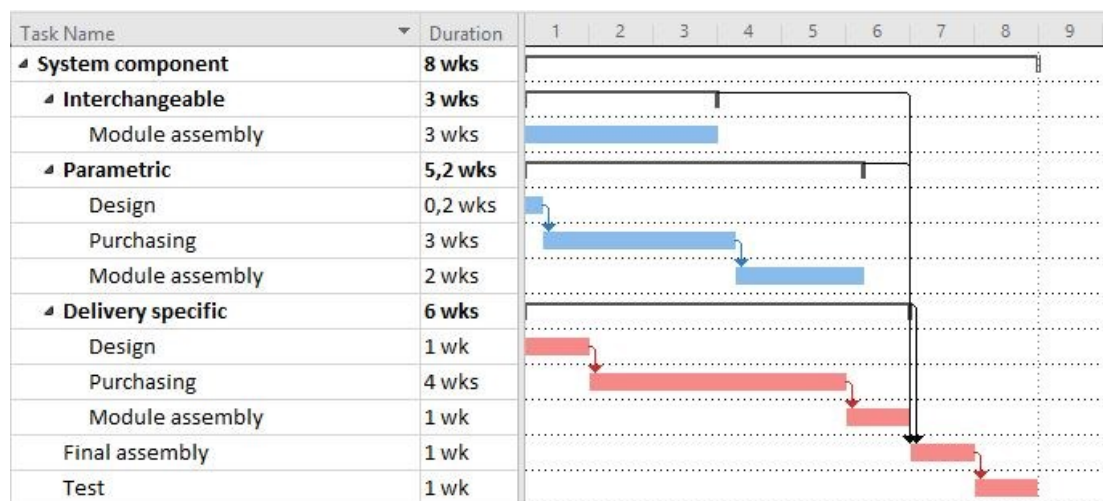 Task Name Duration 1 2 3 4 5 6 7 8 9
System component 8 wks
Interchangeable 3 wks
Module assembly 3 wks
Parametric 5,2 wks
Design 0,2 wks
Purchasing 3 wks
Module assembly 2 wks
Delivery specific 6 wks
Design 1 wk
Purchasing 4 wks
Module assembly 1 wk
Final assembly 1 wk
Test 1 wk